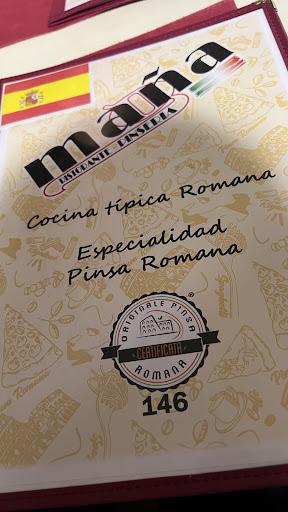 maña
RISTORANTE - PINSERIA
Cocina típica Romana
Especialidad
Pinsa Romana
ORIGINALE PINSA
CERTIFICATA
ROMANA
®
146